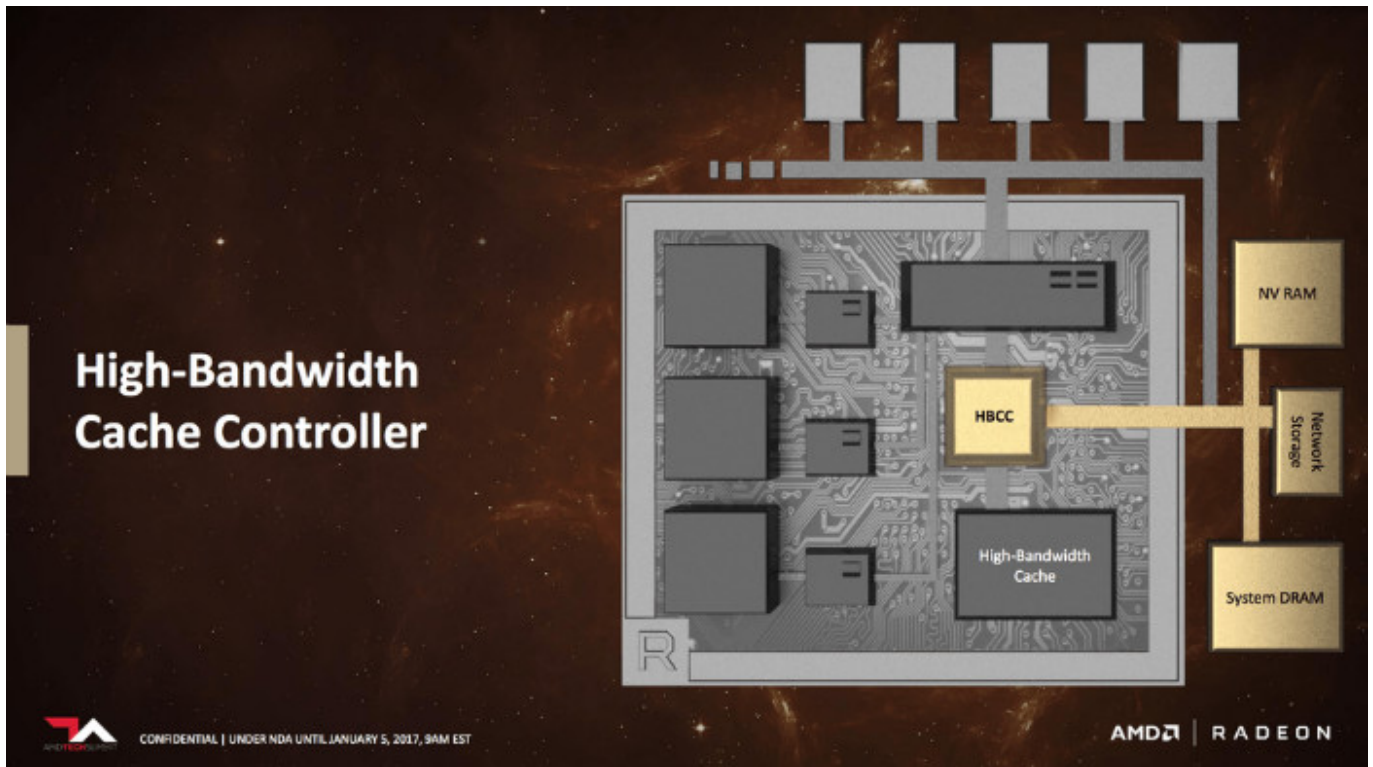 High-Bandwidth
Cache Controller
NV RAM
HBCC
Network
Storage
High-Bandwidth
Cache
System DRAM
R
AMDTECHSUMMIT
CONFIDENTIAL | UNDER NDA UNTIL JANUARY 5, 2017, 9AM EST
AMD | RADEON